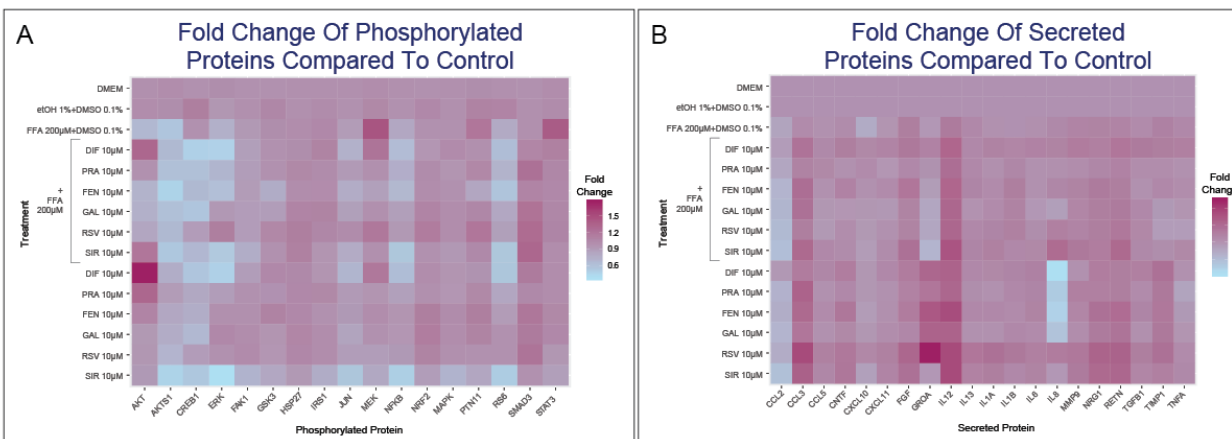 A
Fold Change Of Phosphorylated
Proteins Compared To Control
DMEM
etOH 1%+DMSO 0.1%
FFA 200µM+DMSO 0.1%
DIF 10µM
PRA 10µM
FEN 10µM
GAL 10µM
RSV 10µM
SIR 10µM
DIF 10µM
PRA 10µM
FEN 10µM
GAL 10µM
RSV 10µM
SIR 10µM
+
FFA
200µM
Treatment
AKT
AKTS1
CREB1
ERK
FAK1
GSK3
HSP27
IRS1
JUN
MEK
NFKB
NRF2
MAPK
PTN11
RS6
SMAD3
STAT3
Phosphorylated Protein
Fold
Change
1.5
1.2
0.9
0.6
B
Fold Change Of Secreted
Proteins Compared To Control
DMEM
etOH 1%+DMSO 0.1%
FFA 200µM+DMSO 0.1%
DIF 10µM
PRA 10µM
FEN 10µM
GAL 10µM
RSV 10µM
SIR 10µM
DIF 10µM
PRA 10µM
FEN 10µM
GAL 10µM
RSV 10µM
SIR 10µM
+
FFA
200µM
Treatment
CCL2
CCL3
CCL5
CNTF
CXCL10
CXCL11
FGF
GROA
IL12
IL13
IL1A
IL1B
IL6
IL8
MMP9
NRG1
RETN
TGFB1
TIMP1
TNFA
Secreted Protein
Fold
Change